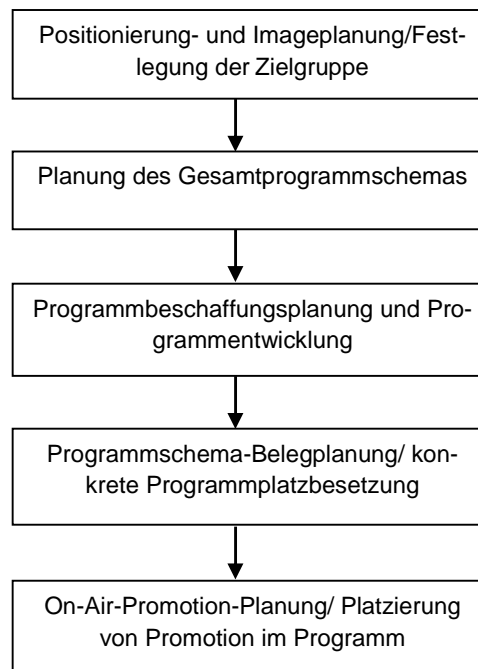 Positionierung- und Imageplanung/Fest-
legung der Zielgruppe
Planung des Gesamtprogrammschemas
Programmbeschaffungsplanung und Pro-
grammentwicklung
Programmschema-Belegplanung/ kon-
krete Programmplatzbesetzung
On-Air-Promotion-Planung/ Platzierung
von Promotion im Programm